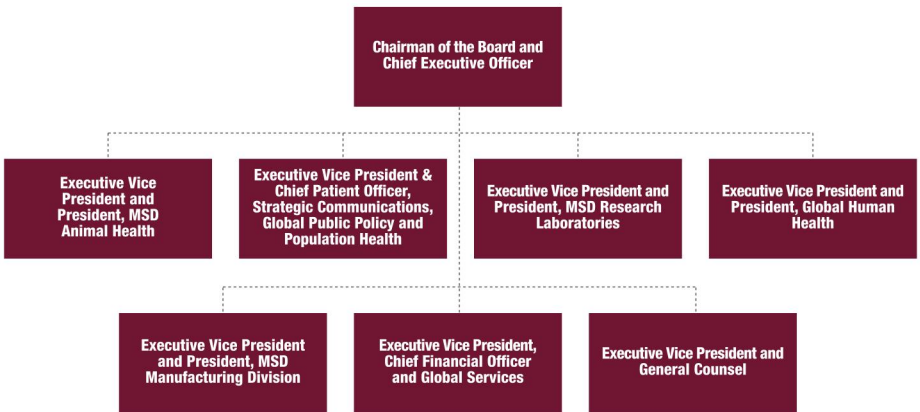 Chairman of the Board and
Chief Executive Officer
Executive Vice
President and
President, MSD
Animal Health
Executive Vice President &
Chief Patient Officer,
Strategic Communications,
Global Public Policy and
Population Health
Executive Vice President and
President, MSD Research
Laboratories
Executive Vice President and
President, Global Human
Health
Executive Vice President
and President, MSD
Manufacturing Division
Executive Vice President,
Chief Financial Officer
and Global Services
Executive Vice President and
General Counsel